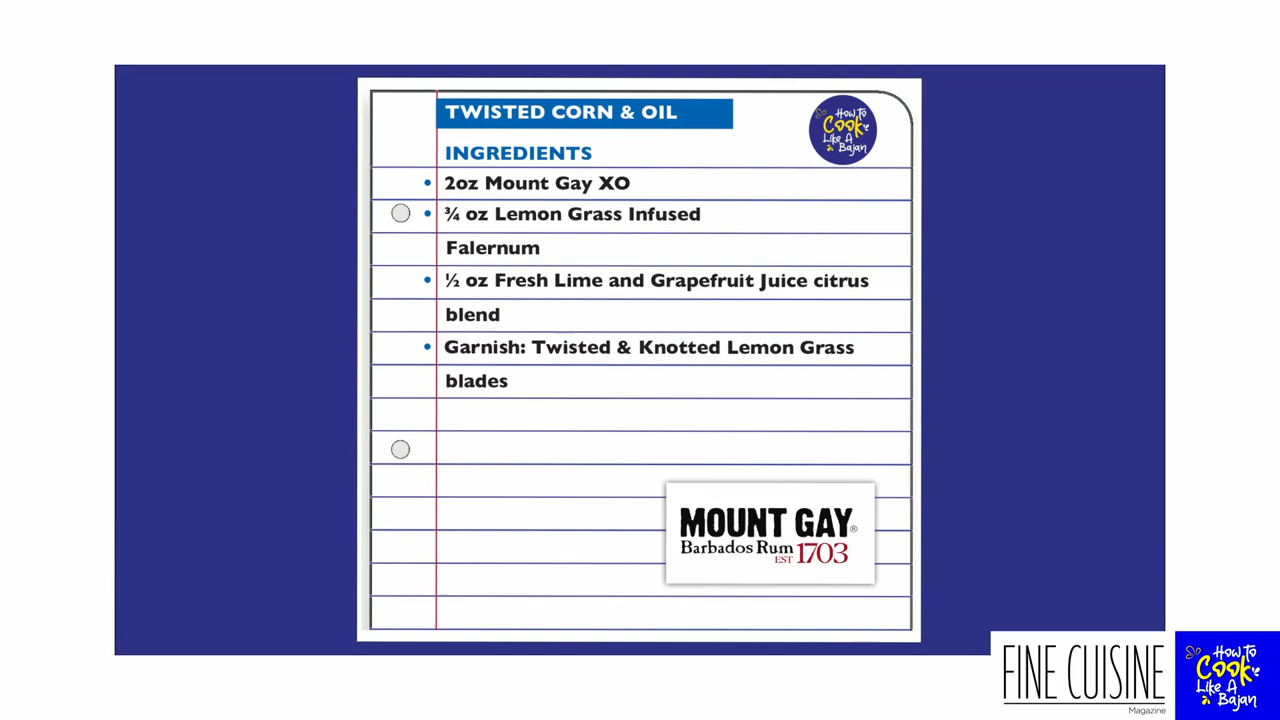 TWISTED CORN & OIL
How to
Cook
Like A
Bajan
INGREDIENTS
• 2oz Mount Gay XO
• ¾ oz Lemon Grass Infused
Falernum
• ½ oz Fresh Lime and Grapefruit Juice citrus
blend
• Garnish: Twisted & Knotted Lemon Grass
blades
MOUNT GAY®
Barbados Rum
EST 1703
FINE CUISINE
Magazine
How to
Cook
Like A
Bajan